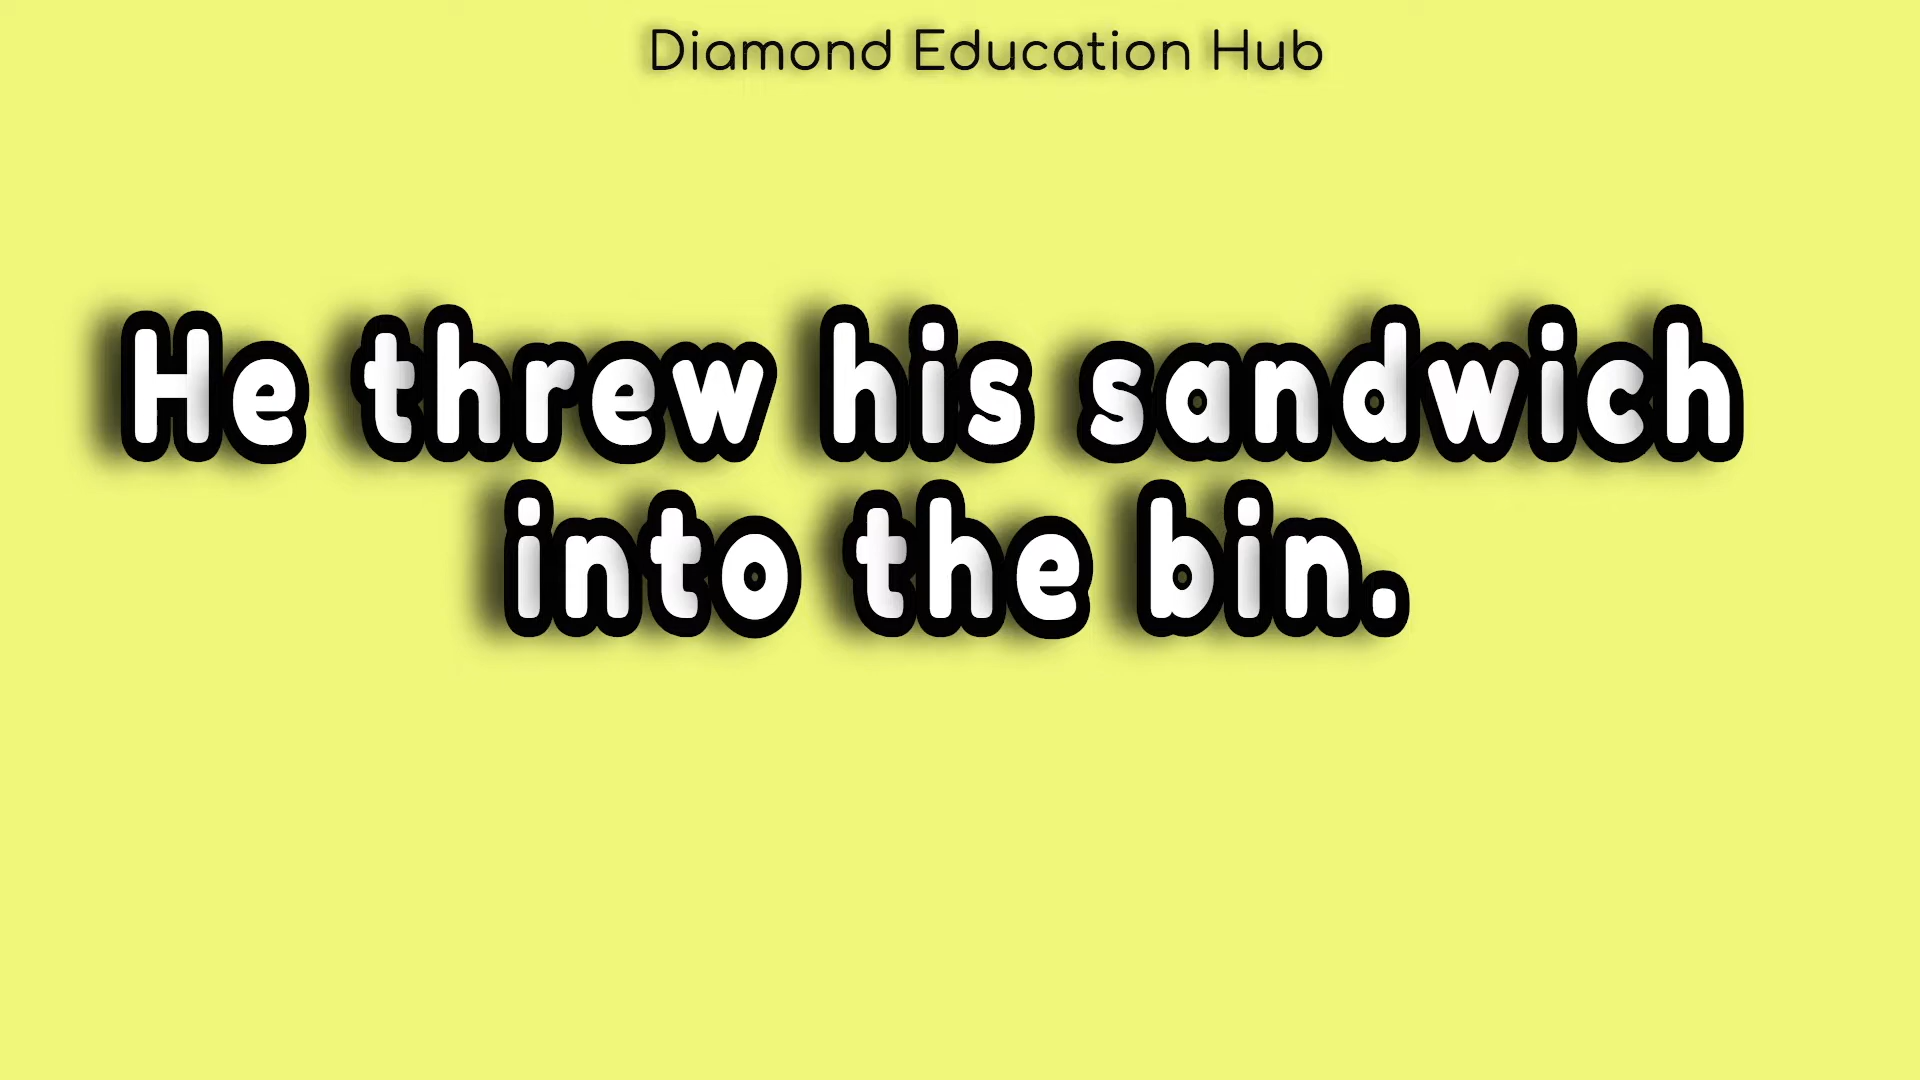 Diamond Education Hub
He threw his sandwich
into the bin.